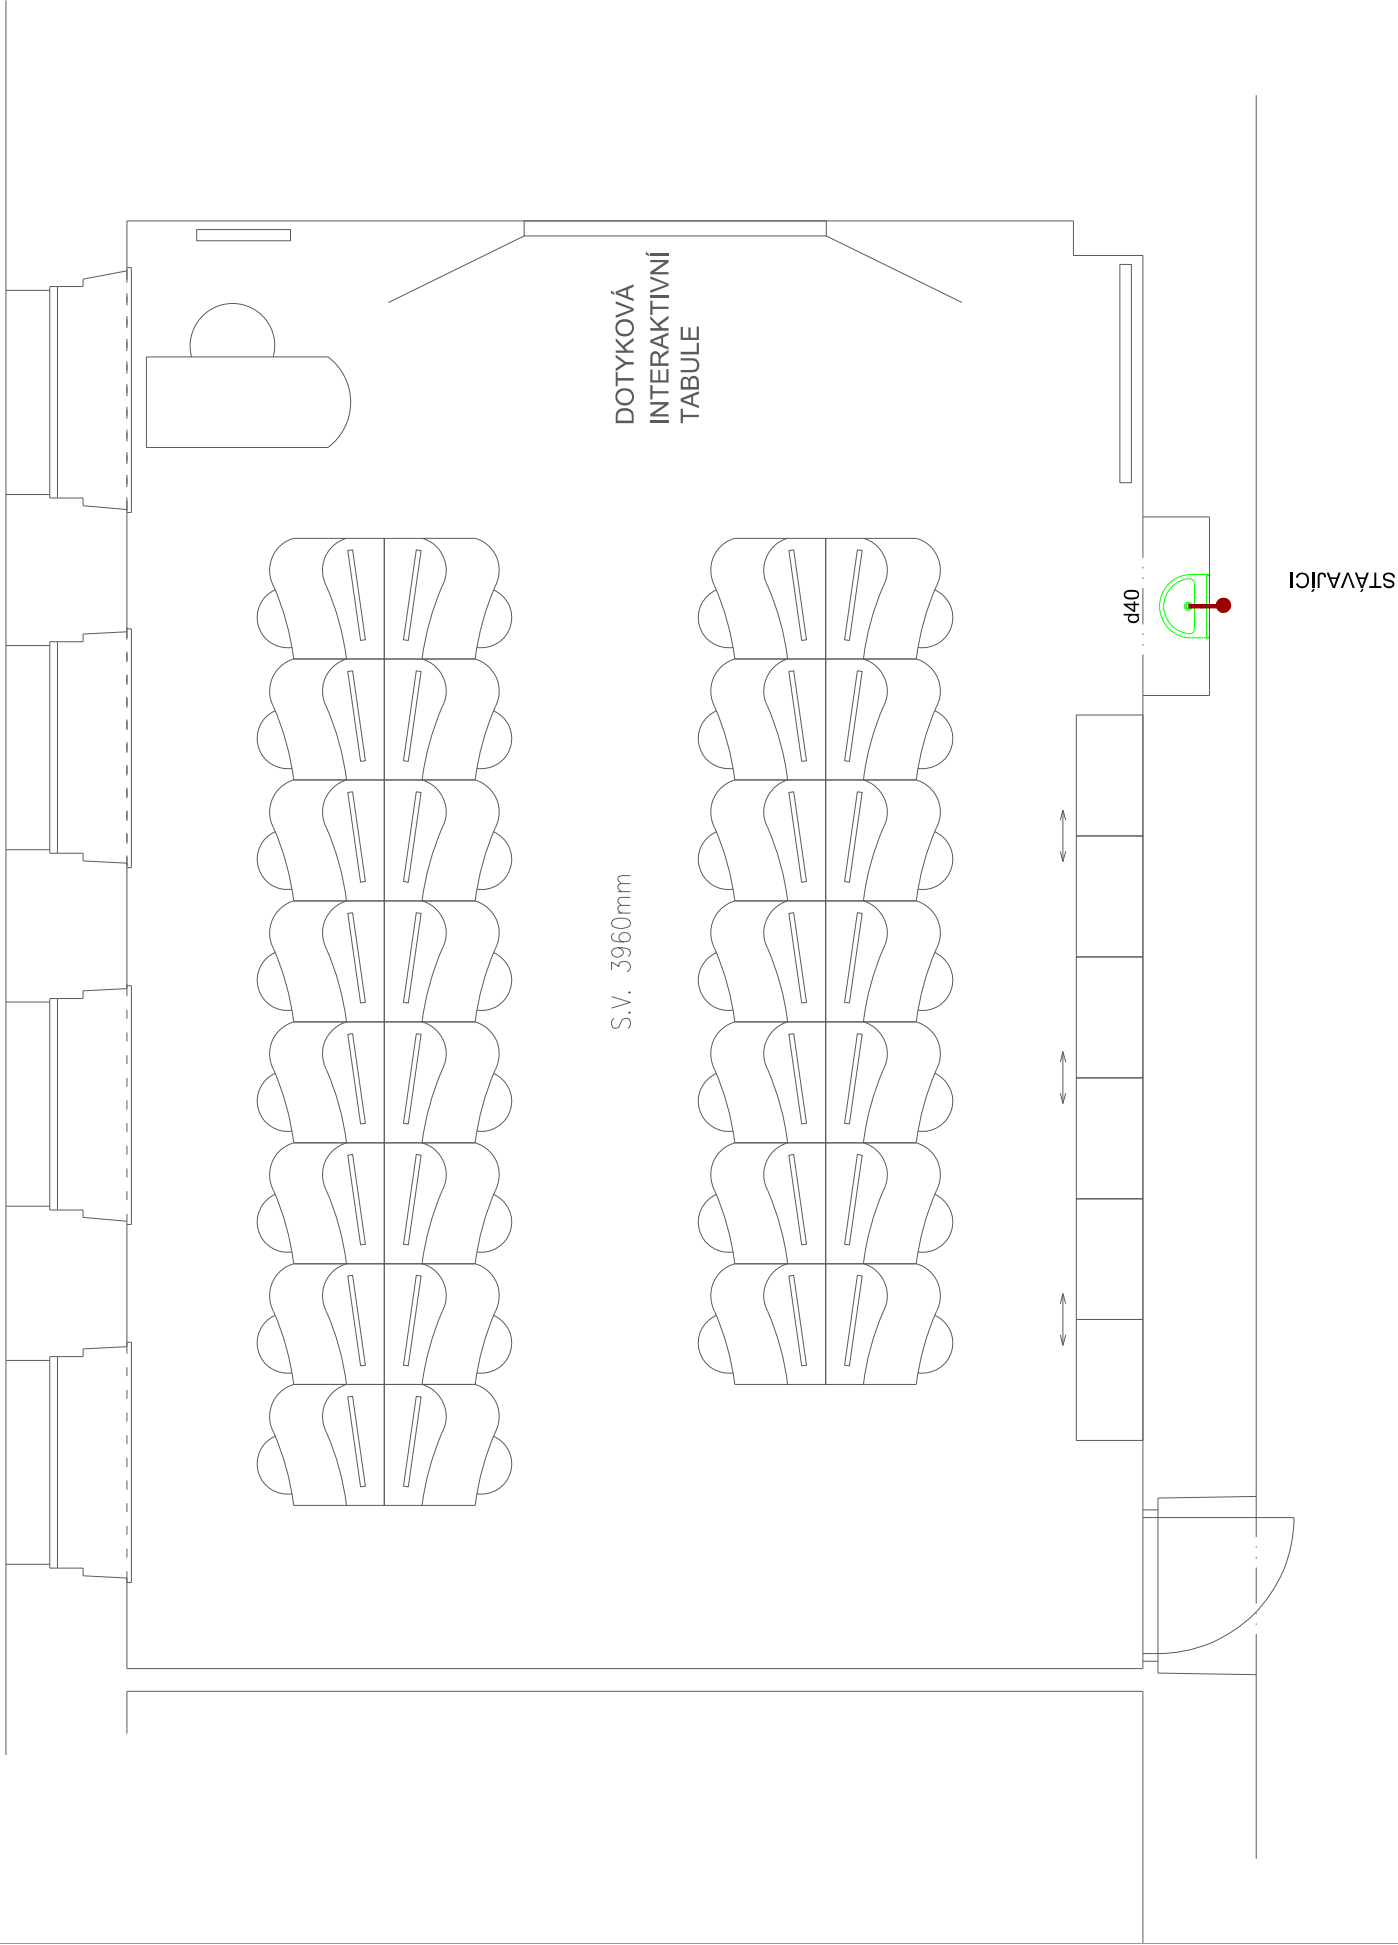 DOTYKOVÁ
INTERAKTIVNÍ
TABULE
d40
STÁVAJÍCÍ
S.V. 3960mm